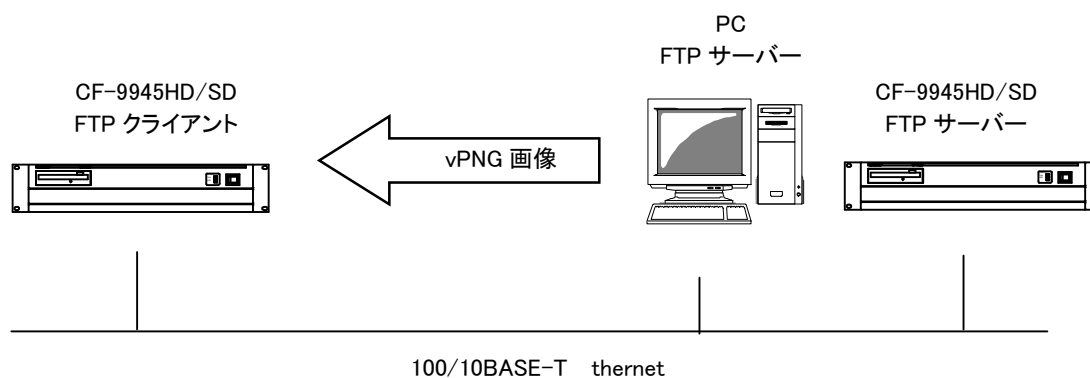 PC
FTP サーバー
CF-9945HD/SD
FTP クライアント
CF-9945HD/SD
FTP サーバー
vPNG 画像
100/10BASE-T thernet